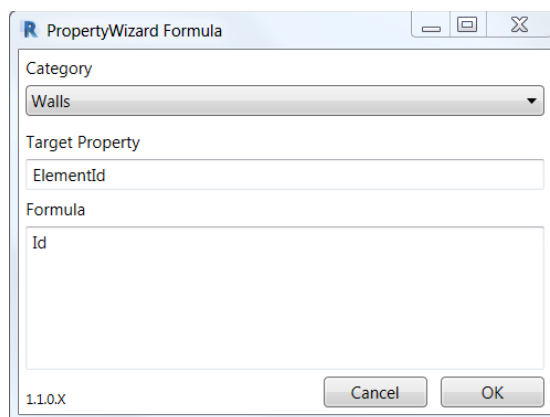 PropertyWizard Formula
Category
Walls
Target Property
ElementId
Formula
Id
1.1.0.X
Cancel
OK